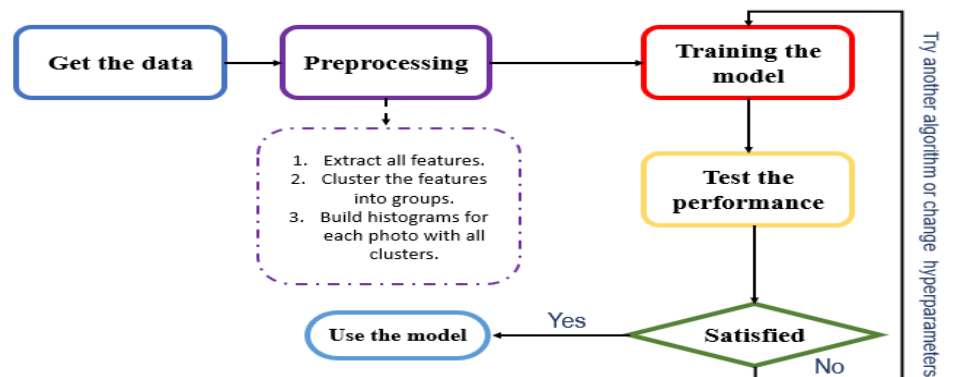 Get the data
Preprocessing
Training the
model
1. Extract all features.
2. Cluster the features
into groups.
3. Build histograms for
each photo with all
clusters.
Test the
performance
Try another algorithm or change hyperparameters
Use the model
Yes
Satisfied
No